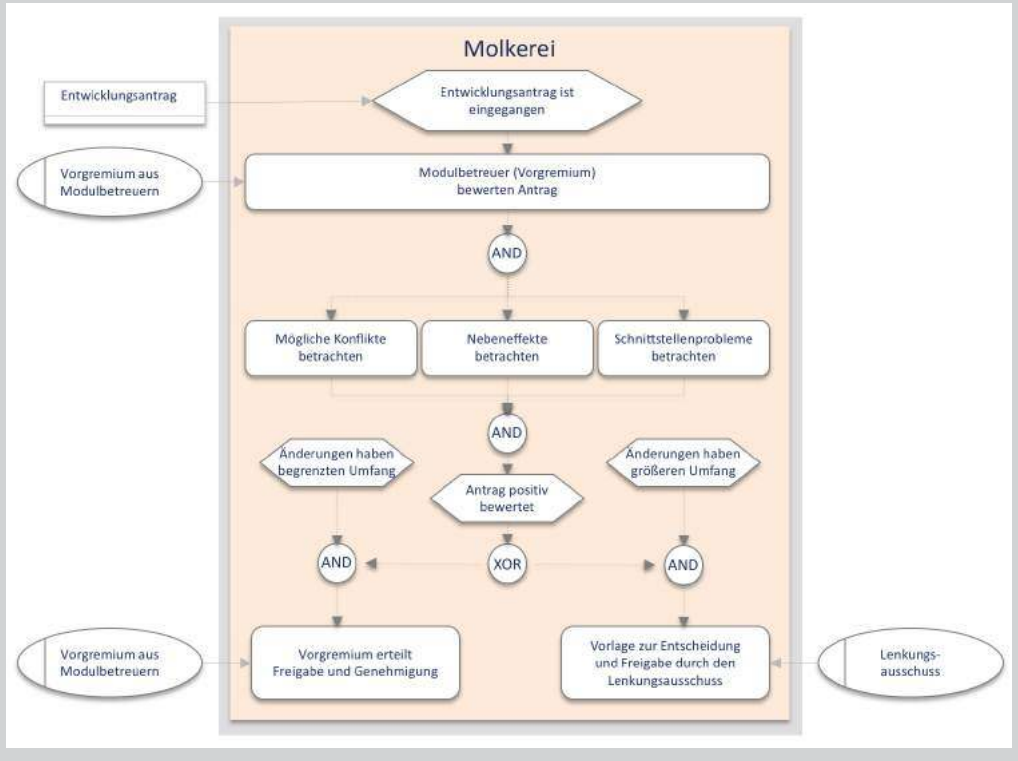 Molkerei
Entwicklungsantrag
Entwicklungsantrag ist
eingegangen
Vorgremium aus
Modulbetreuern
Modulbetreuer (Vorgremium)
bewerten Antrag
AND
Mögliche Konflikte
betrachten
Nebeneffekte
betrachten
Schnittstellenprobleme
betrachten
AND
Änderungen haben
begrenzten Umfang
Antrag positiv
bewertet
Änderungen haben
größeren Umfang
AND
XOR
AND
Vorgremium aus
Modulbetreuern
Vorgremium erteilt
Freigabe und Genehmigung
Vorlage zur Entscheidung
und Freigabe durch den
Lenkungsausschuss
Lenkungs-
ausschuss